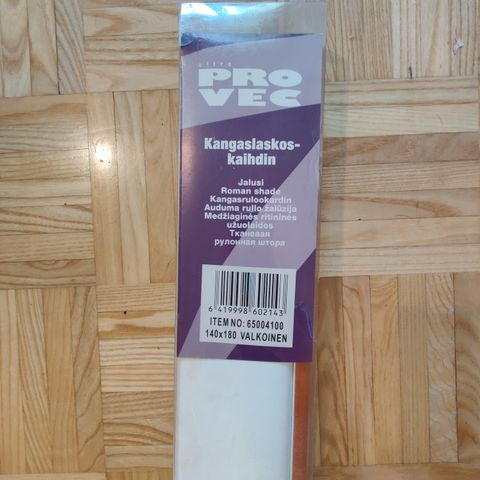 ultra
PRO
VEC
Kangaslaskos-
kaihdin
Jalusi
Roman shade
Kangasrulookardin
Auduma rullo žalūzija
Medžiaginės ritininės
užuolaidos
Тканевая
рулонная штора
6 419998 602143
ITEM NO: 65004100
140x180 VALKOINEN